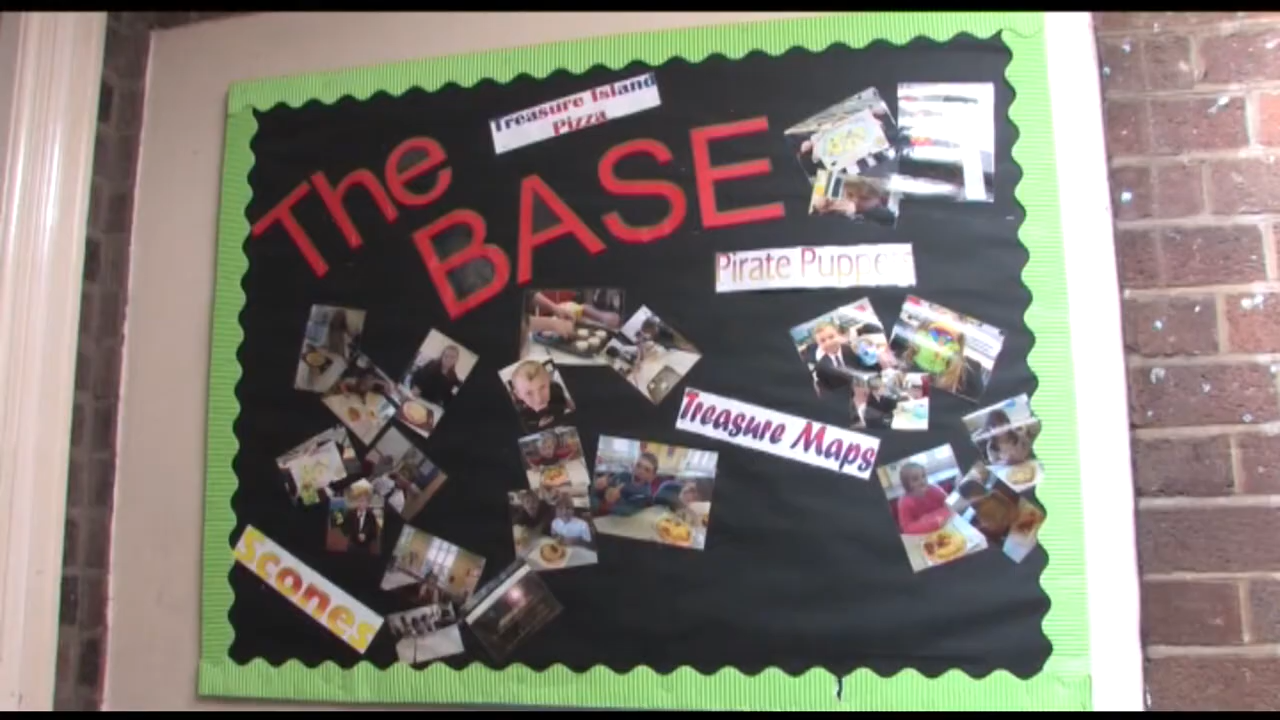 Treasure Island
Pizza
The
BASE
Pirate Puppets
Treasure Maps
scones